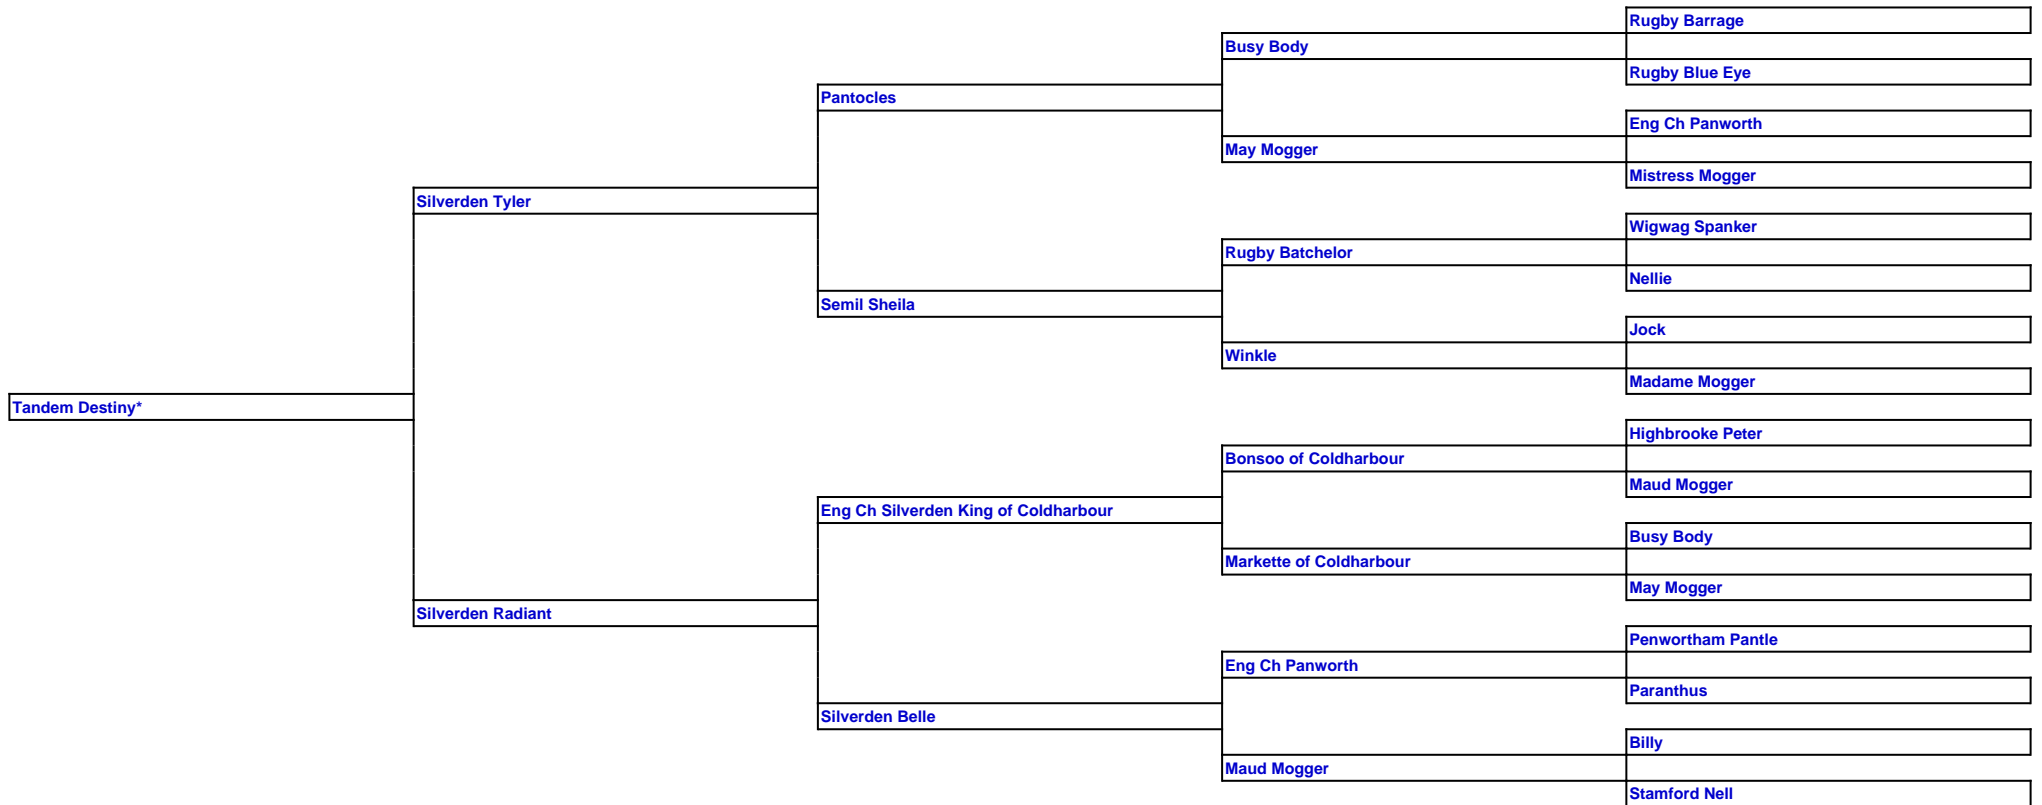 Rugby Barrage
Busy Body
Rugby Blue Eye
Pantocles
Eng Ch Panworth
May Mogger
Mistress Mogger
Silverden Tyler
Wigwag Spanker
Rugby Batchelor
Nellie
Semil Sheila
Jock
Winkle
Madame Mogger
Tandem Destiny*
Highbrooke Peter
Bonsoo of Coldharbour
Maud Mogger
Eng Ch Silverden King of Coldharbour
Busy Body
Markette of Coldharbour
May Mogger
Silverden Radiant
Penwortham Pantle
Eng Ch Panworth
Paranthus
Silverden Belle
Billy
Maud Mogger
Stamford Nell